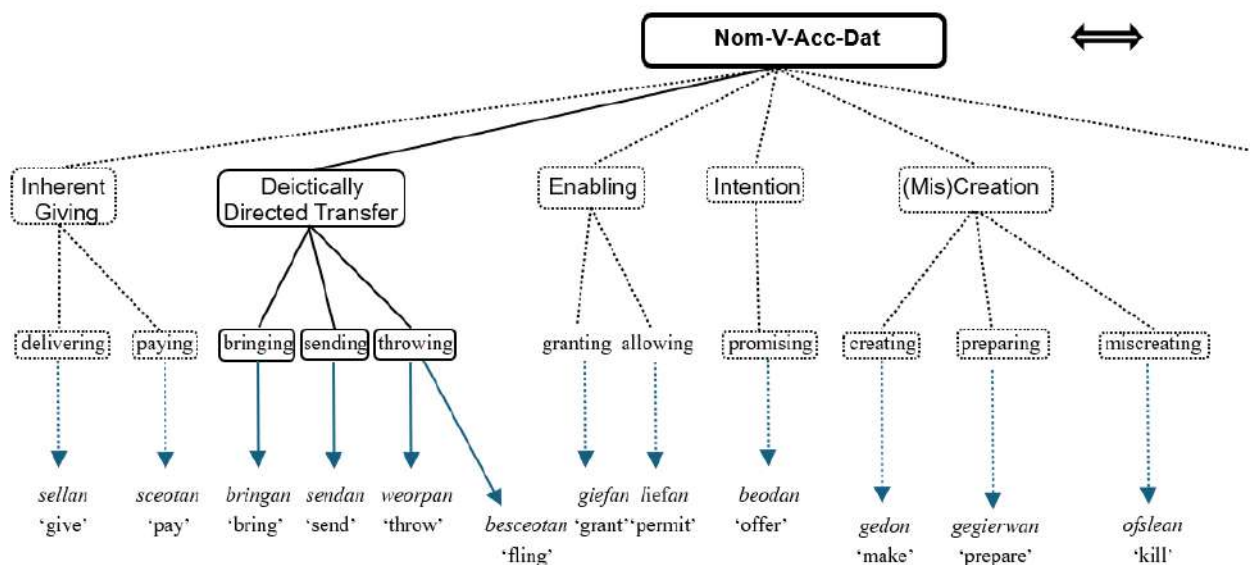 Nom-V-Acc-Dat
Inherent
Giving
Deictically
Directed Transfer
Enabling
Intention
(Mis)Creation
delivering
paying
bringing
sending
throwing
granting
allowing
promising
creating
preparing
miscreating
sellan
'give'
sceotan
'pay'
bringan
'bring'
sendan
'send'
weorpan
'throw'
besceotan
'fling'
giefan
'grant'
liefan
'permit'
beodan
'offer'
gedon
'make'
gegierwan
'prepare'
ofslean
'kill'